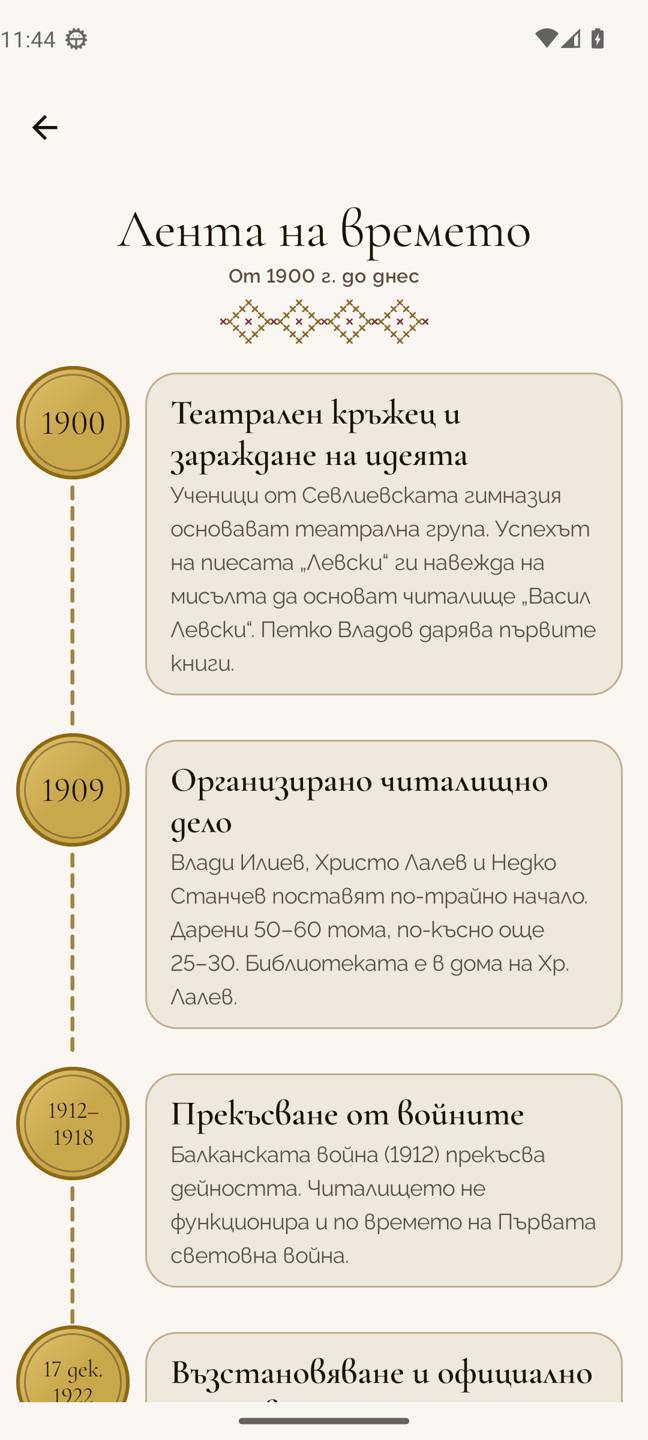 11:44
Лента на времето
От 1900 г. до днес
1900
Театрален кръжец и
зараждане на идеята
Ученици от Севлиевската гимназия
основават театрална група. Успехът
на пиесата „Левски“ ги навежда на
мисълта да основат читалище „Васил
Левски“. Петко Владов дарява първите
книги.
1909
Организирано читалищно
дело
Влади Илиев, Христо Лалев и Недко
Станчев поставят по-трайно начало.
Дарени 50–60 тома, по-късно още
25–30. Библиотеката е в дома на Хр.
Лалев.
1912–
1918
Прекъсване от войните
Балканската война (1912) прекъсва
дейността. Читалището не
функционира и по времето на Първата
световна война.
17 дек.
1922
Възстановяване и официално